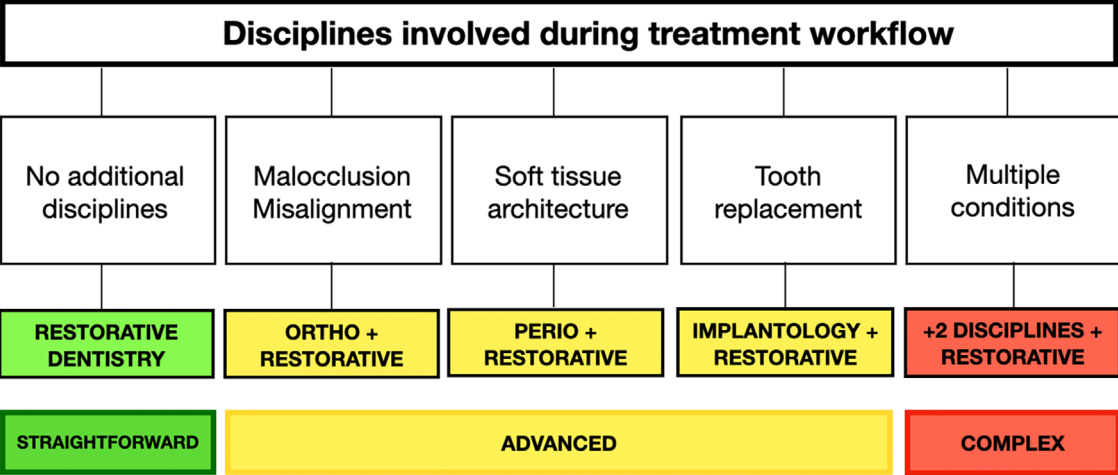 Disciplines involved during treatment workflow
No additional
disciplines
Malocclusion
Misalignment
Soft tissue
architecture
Tooth
replacement
Multiple
conditions
RESTORATIVE
DENTISTRY
ORTHO +
RESTORATIVE
PERIO +
RESTORATIVE
IMPLANTOLOGY +
RESTORATIVE
+2 DISCIPLINES +
RESTORATIVE
STRAIGHTFORWARD
ADVANCED
COMPLEX